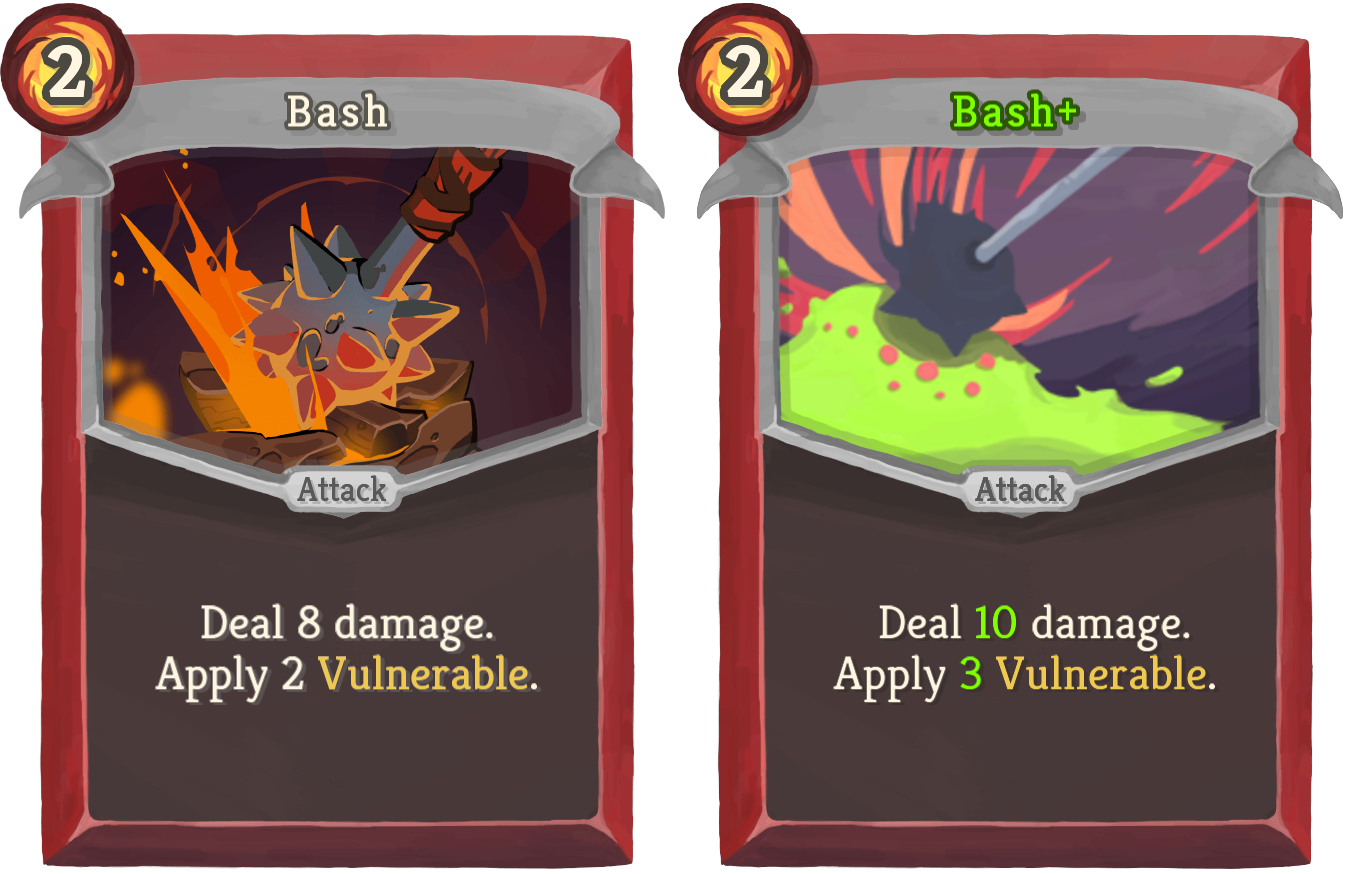 2
Bash
Attack
Deal 8 damage.
Apply 2 Vulnerable.
2
Bash+
Attack
Deal 10 damage.
Apply 3 Vulnerable.